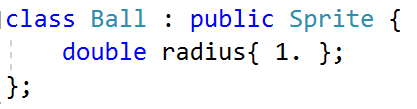 class Ball : public Sprite {
    double radius{ 1. };
};